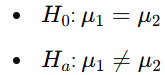 • H₀: μ₁ = μ₂
• Hₐ: μ₁ ≠ μ₂